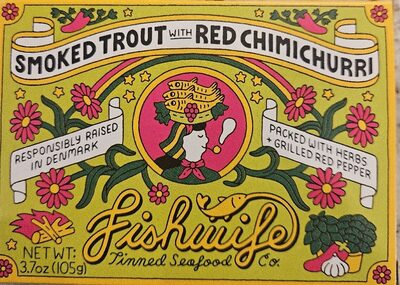 SMOKED TROUT WITH RED CHIMICHURRI
RESPONSIBLY RAISED
IN DENMARK
PACKED WITH HERBS
+ GRILLED RED PEPPER
Fishwife
Tinned Seafood Co.
NET WT:
3.7oz (105g)